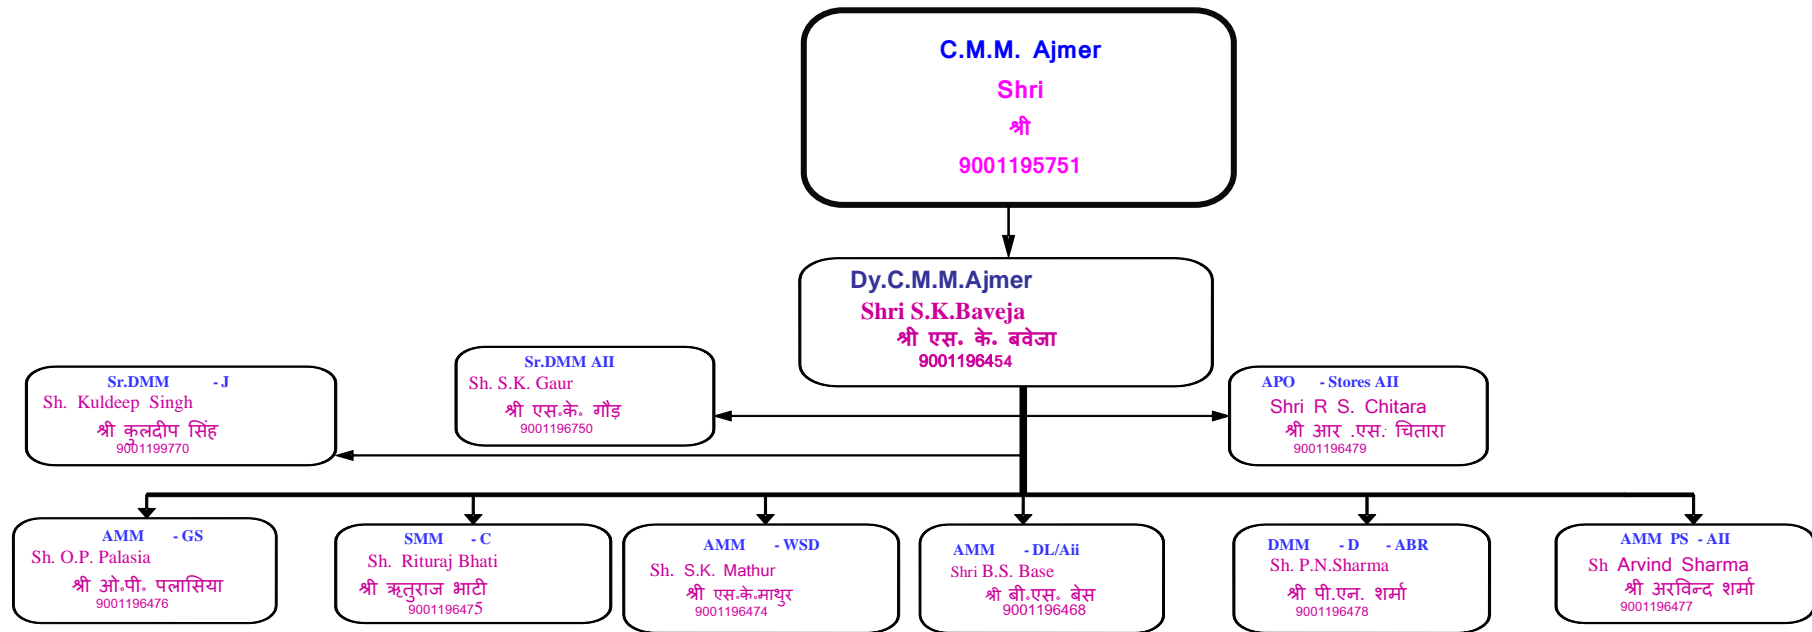 C.M.M. Ajmer
Shri
श्री
9001195751
Dy.C.M.M.Ajmer
Shri S.K.Baveja
श्री एस॰ के॰ बवेजा
9001196454
Sr.DMM - J
Sh. Kuldeep Singh
श्री कुलदीप सिंह
9001199770
Sr.DMM AII
Sh. S.K. Gaur
श्री एस॰के॰ गौड़
9001196750
APO - Stores AII
Shri R S. Chitara
श्री आर .एस. चितारा
9001196479
AMM - GS
Sh. O.P. Palasia
श्री ओ॰पी॰ पलासिया
9001196476
SMM - C
Sh. Rituraj Bhati
श्री ऋतुराज भाटी
9001196475
AMM - WSD
Sh. S.K. Mathur
श्री एस॰के॰माथुर
9001196474
AMM - DL/Aii
Shri B.S. Base
श्री बी॰एस॰ बेस
9001196468
DMM - D - ABR
Sh. P.N.Sharma
श्री पी.एन. शर्मा
9001196478
AMM PS - AII
Sh Arvind Sharma
श्री अरविन्द शर्मा
9001196477